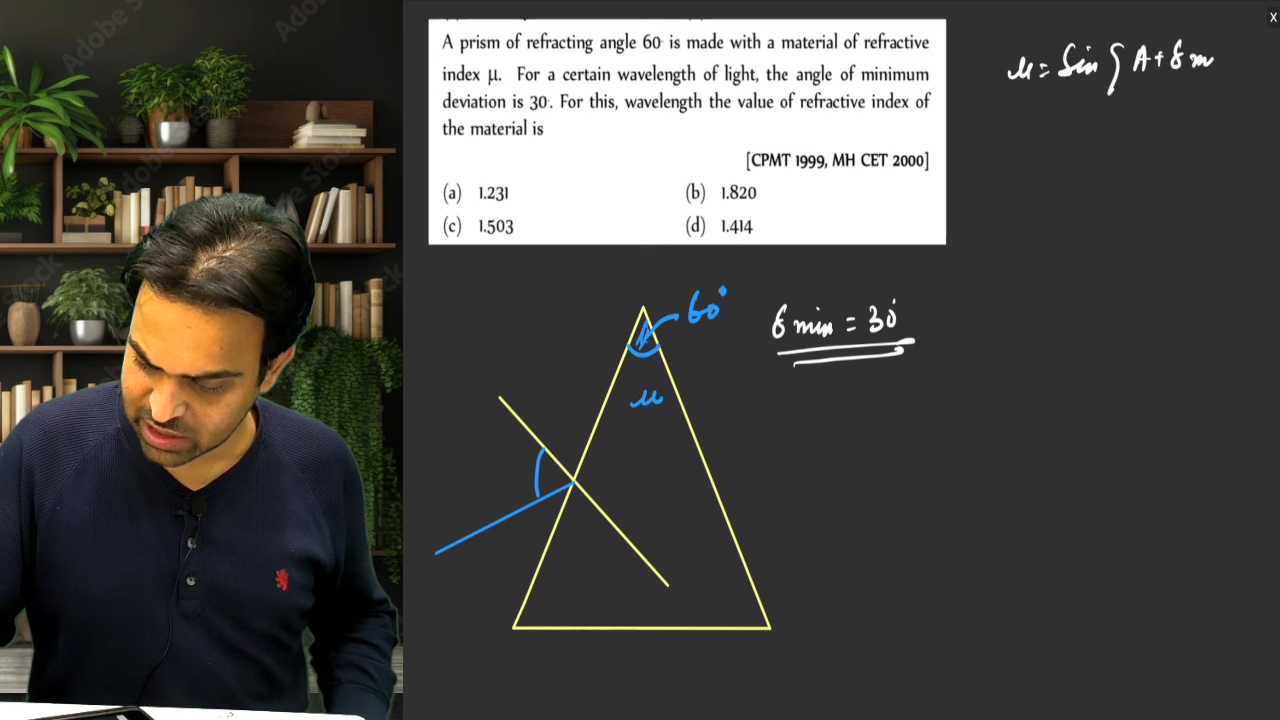 A prism of refracting angle 60° is made with a material of refractive
index μ. For a certain wavelength of light, the angle of minimum
deviation is 30°. For this, wavelength the value of refractive index of
the material is
[CPMT 1999, MH CET 2000]
(a) 1.231 (b) 1.820
(c) 1.503 (d) 1.414
μ = Sin { A + δm
60°
δ min = 30°
μ
Adobe Stock
X